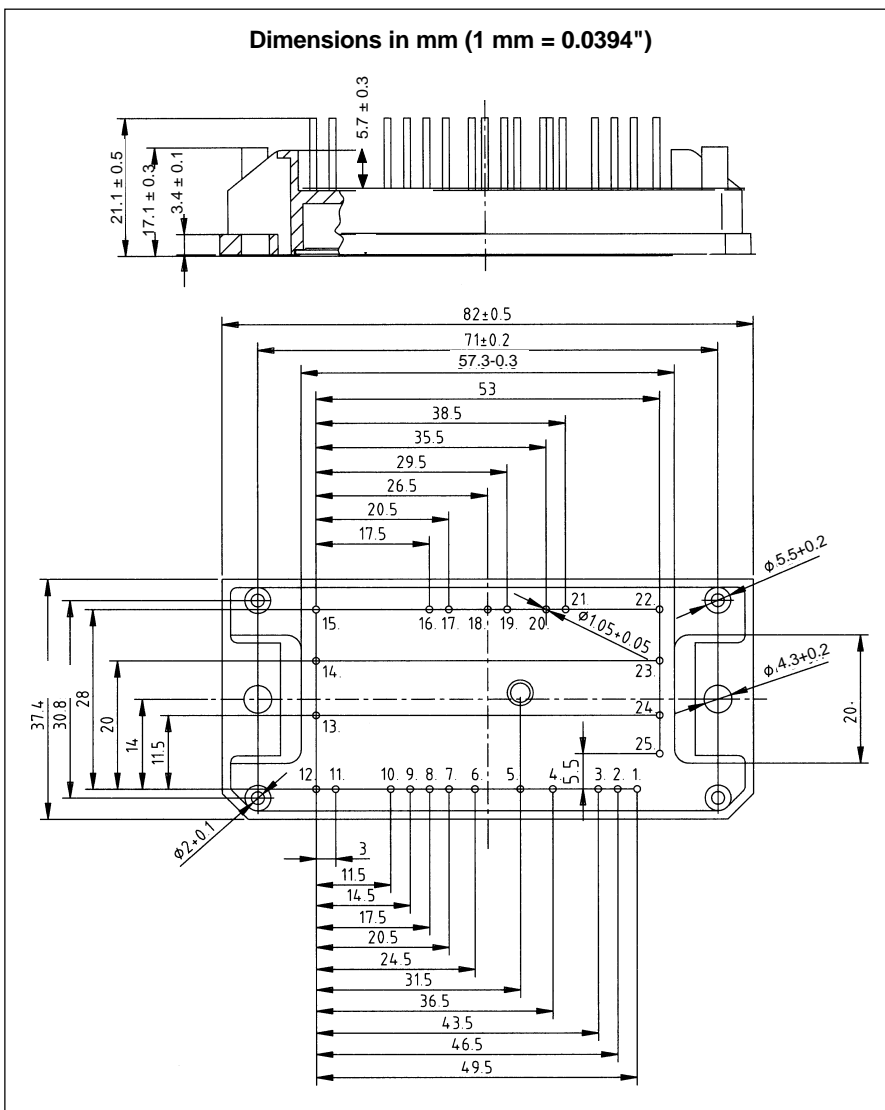 Dimensions in mm (1 mm = 0.0394")
21.1 ± 0.5
17.1 ± 0.3
3.4 ± 0.1
5.7 ± 0.3
82±0.5
71±0.2
57.3-0.3
53
38.5
35.5
29.5
26.5
20.5
17.5
ϕ 5.5+0.2
15. 16. 17. 18. 19. 20. 21. 22.
Ø1.05+0.05
14. 23.
ϕ 4.3+0.2
37.4
30.8
28
20
14
11.5
13. 24.
20.
25.
5.5
12. 11. 10. 9. 8. 7. 6. 5. 4. 3. 2. 1.
Ø2+0.1
3
11.5
14.5
17.5
20.5
24.5
31.5
36.5
43.5
46.5
49.5